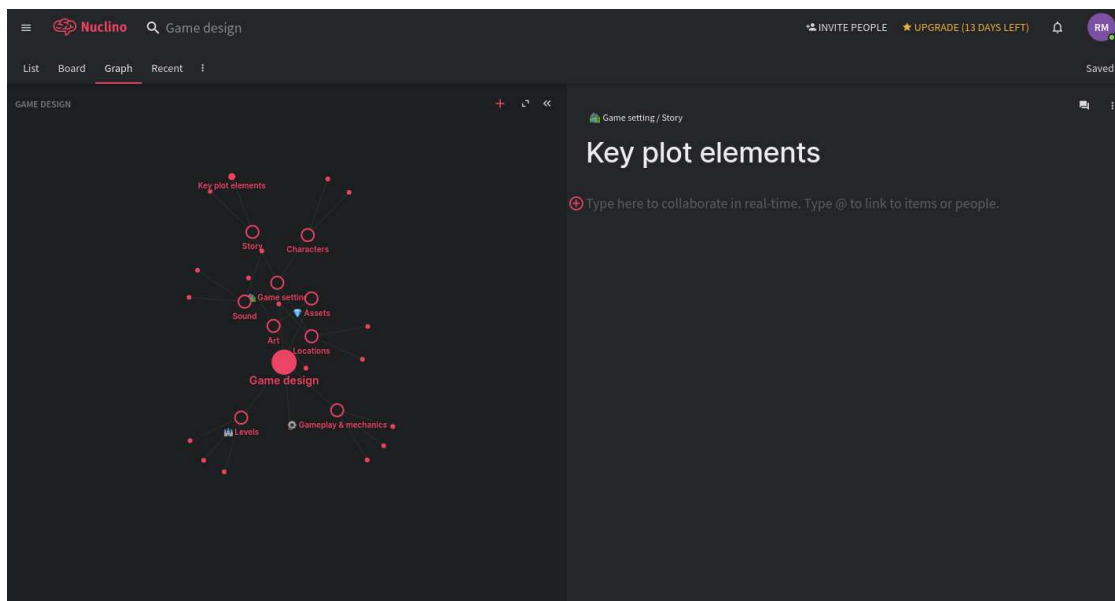 Nuclino
Game design
INVITE PEOPLE
UPGRADE (13 DAYS LEFT)
RM
List
Board
Graph
Recent
Saved
GAME DESIGN
Key plot elements
Story
Characters
Game settin
Assets
Sound
Art
Locations
Game design
Levels
Gameplay & mechanics
Game setting / Story
Key plot elements
Type here to collaborate in real-time. Type @ to link to items or people.